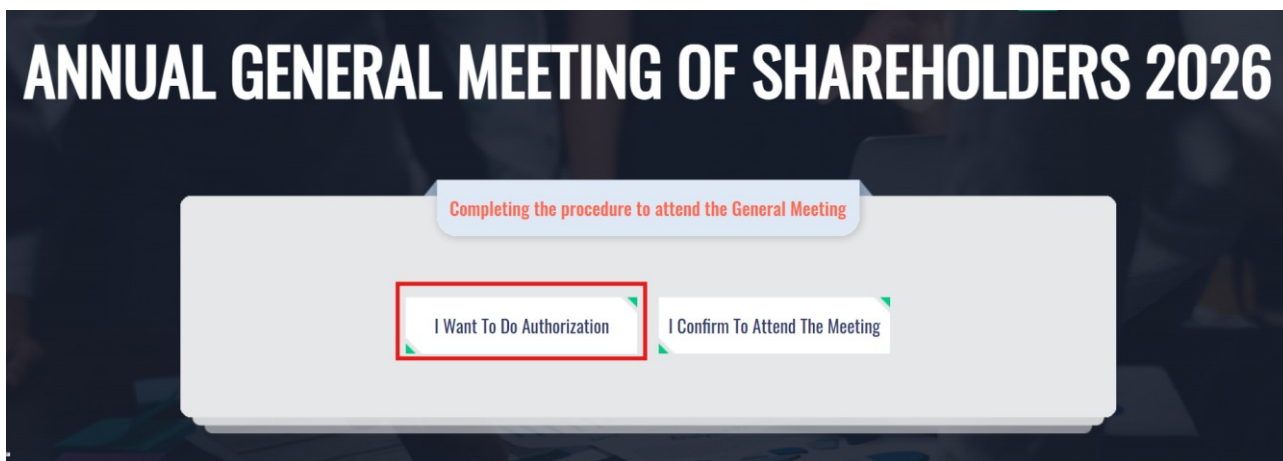 ANNUAL GENERAL MEETING OF SHAREHOLDERS 2026
Completing the procedure to attend the General Meeting
I Want To Do Authorization
I Confirm To Attend The Meeting